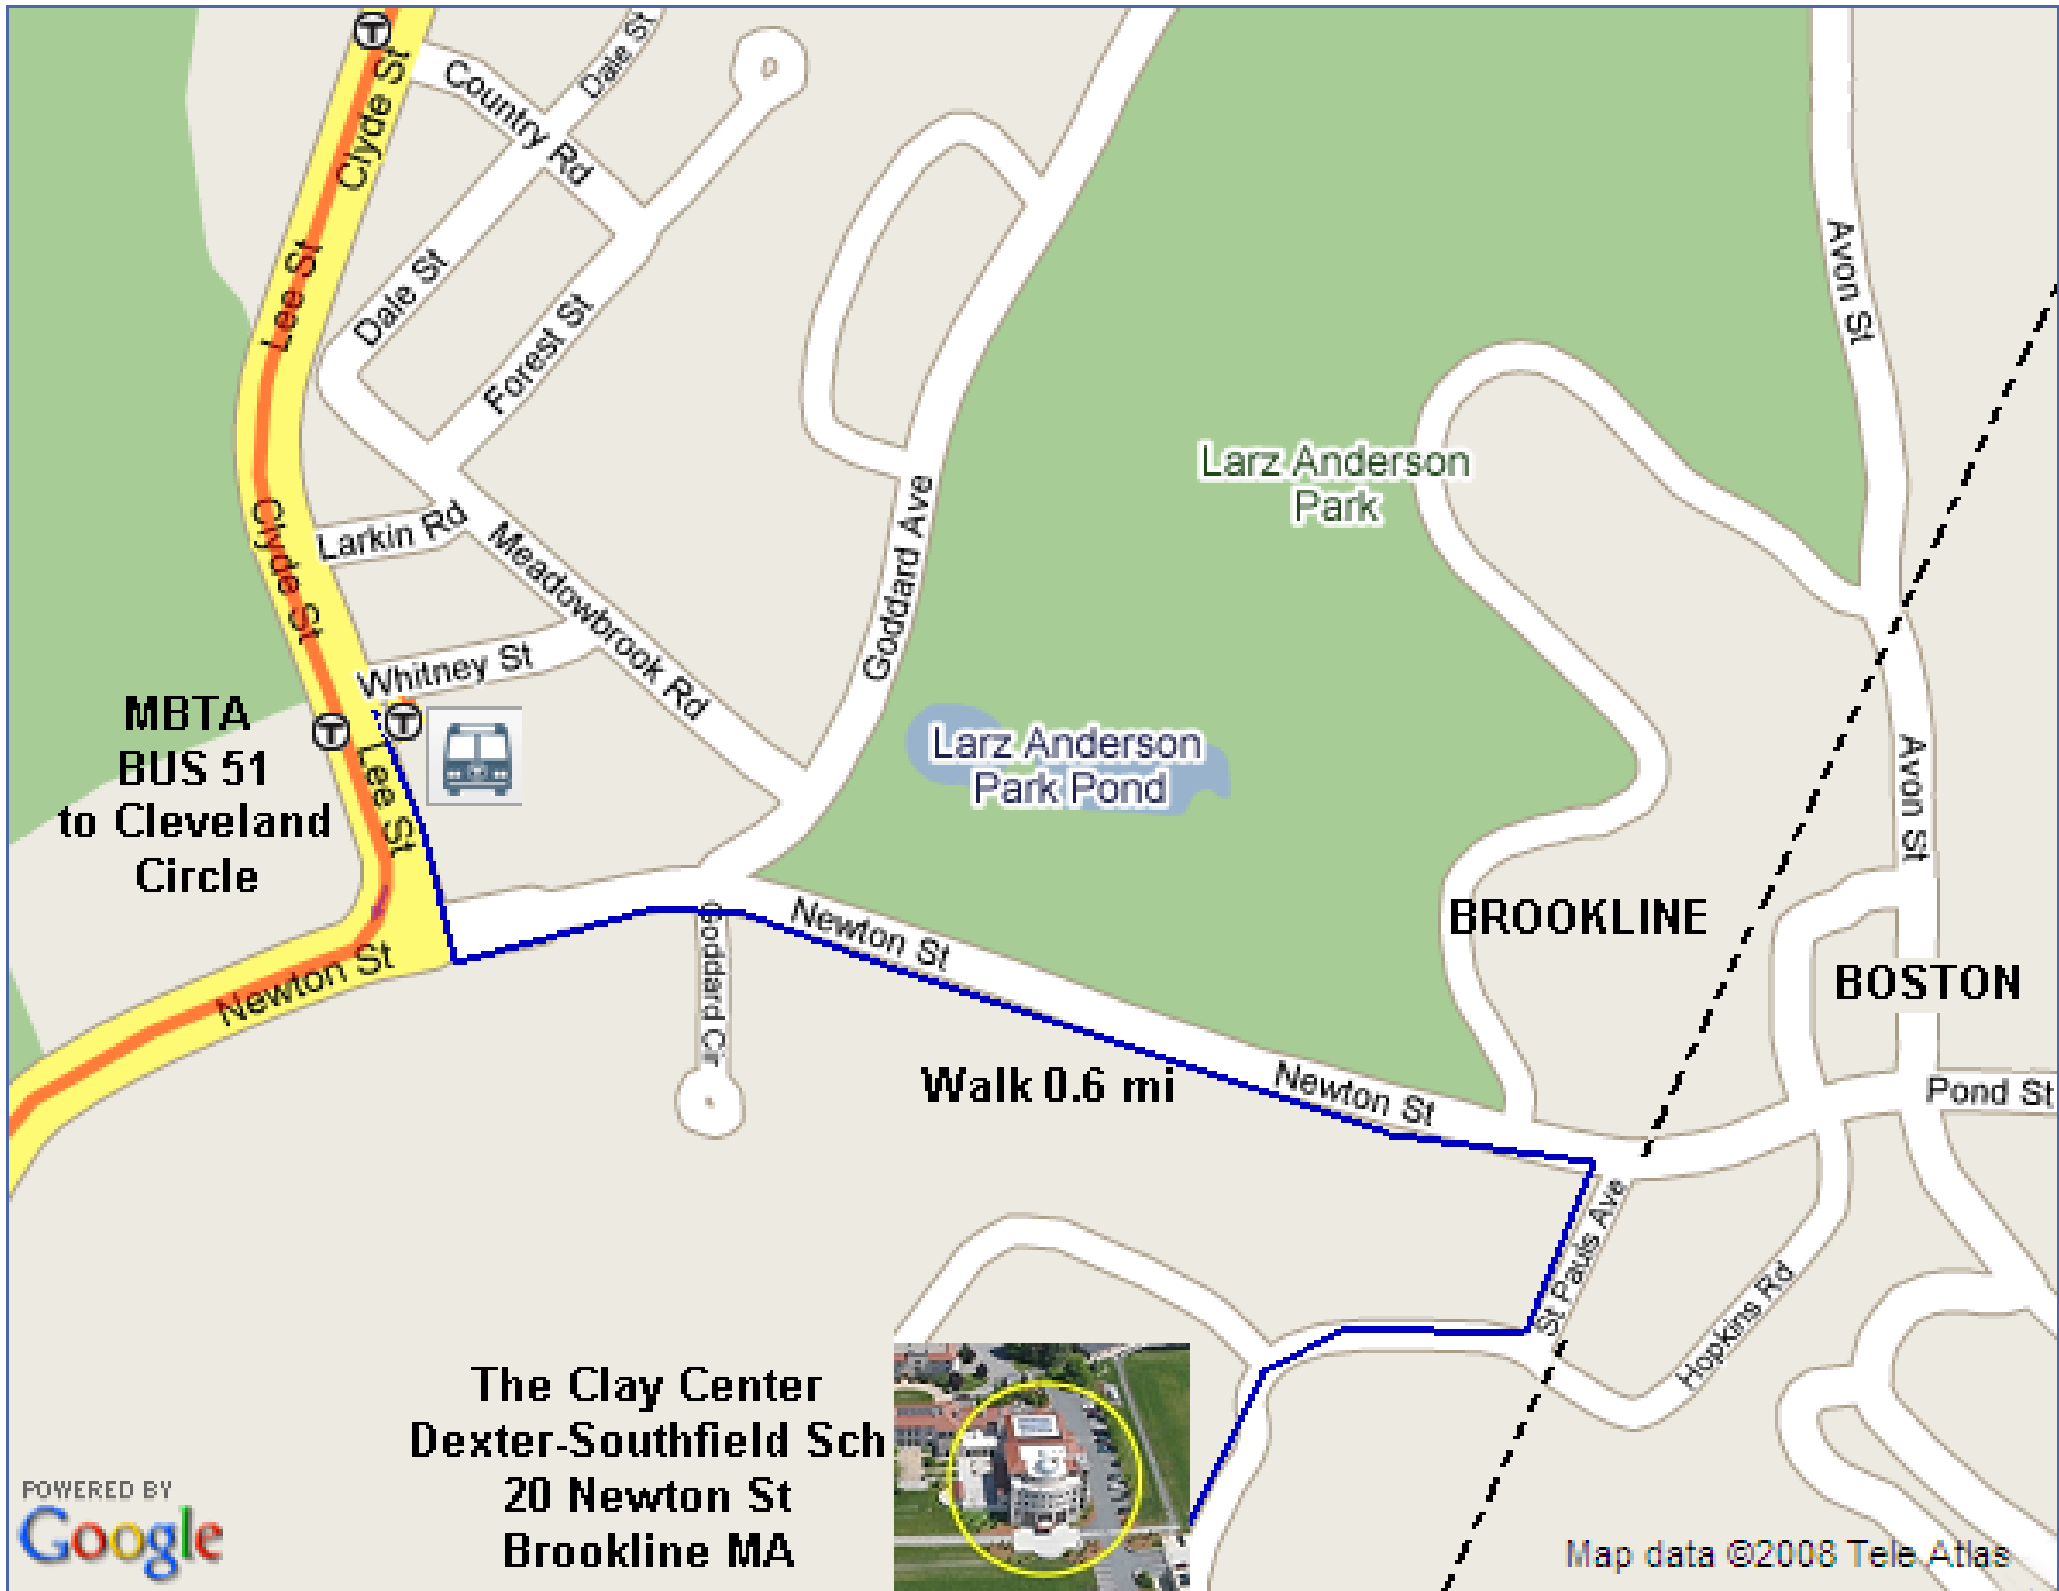 T
Clyde St
Country Rd
Dale St
Lee St
Dale St
Forest St
Avon St
Larz Anderson
Park
Clyde St
Larkin Rd
Meadowbrook Rd
Goddard Ave
Whitney St
T
T
MBTA
BUS 51
to Cleveland
Circle
Lee St
Larz Anderson
Park Pond
Avon St
Newton St
Goddard Cr
Newton St
BROOKLINE
BOSTON
Walk 0.6 mi
Newton St
Pond St
St Pauls Ave
Hopkins Rd
The Clay Center
Dexter-Southfield Sch
20 Newton St
Brookline MA
POWERED BY
Google
Map data ©2008 Tele Atlas